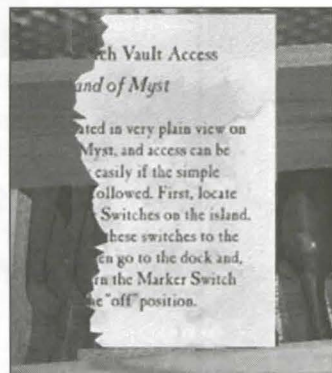 ch Vault Access
and of Myst
ated in very plain view on
Myst, and access can be
easily if the simple
ollowed. First, locate
Switches on the island.
these switches to the
en go to the dock and,
rn the Marker Switch
he "off" position.